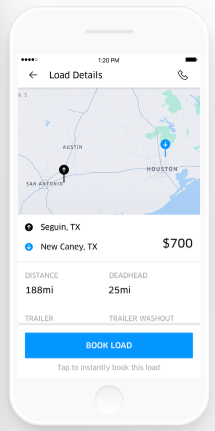 1:20 PM
Load Details
AUSTIN
HOUSTON
SAN ANTONIO
Seguin, TX
New Caney, TX
$700
DISTANCE
DEADHEAD
188mi
25mi
TRAILER
TRAILER WASHOUT
BOOK LOAD
Tap to instantly book this load